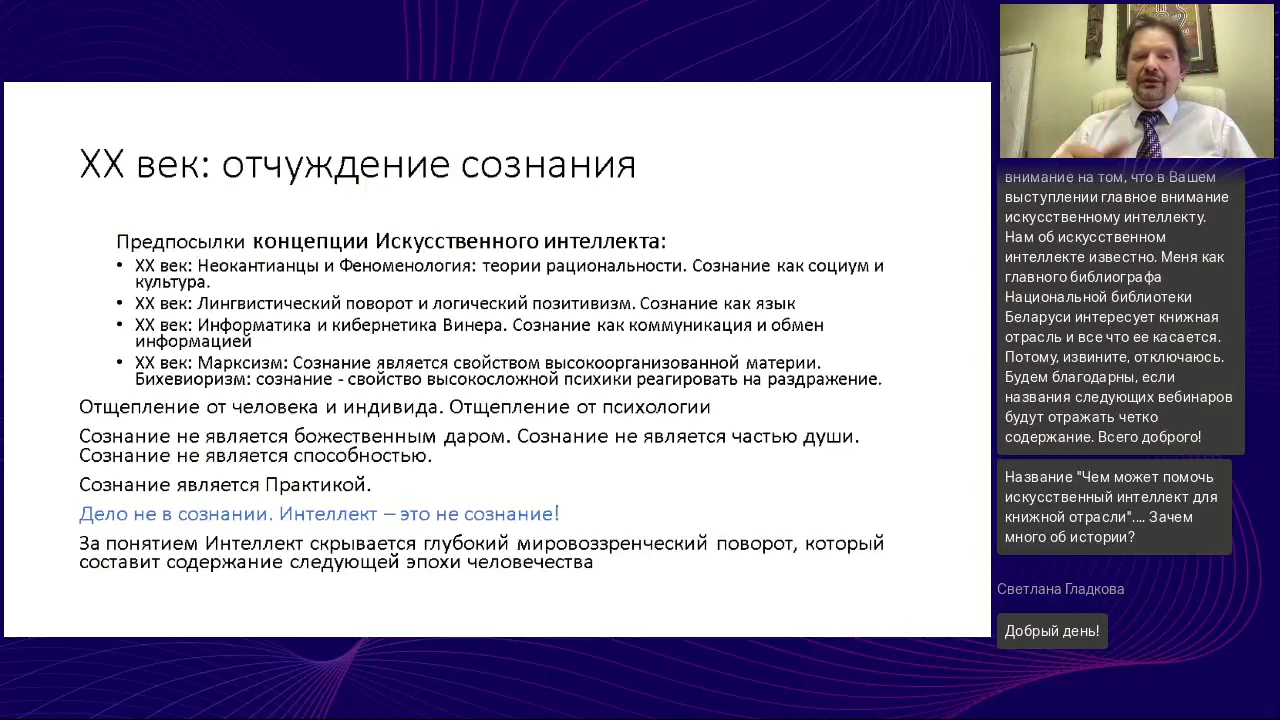 XX век: отчуждение сознания
Предпосылки концепции Искусственного интеллекта:
• XX век: Неокантианцы и Феноменология: теории рациональности. Сознание как социум и
культура.
• XX век: Лингвистический поворот и логический позитивизм. Сознание как язык
• XX век: Информатика и кибернетика Винера. Сознание как коммуникация и обмен
информацией
• XX век: Марксизм: Сознание является свойством высокоорганизованной материи.
Бихевиоризм: сознание - свойство высокосложной психики реагировать на раздражение.
Отщепление от человека и индивида. Отщепление от психологии
Сознание не является божественным даром. Сознание не является частью души.
Сознание не является способностью.
Сознание является Практикой.
Дело не в сознании. Интеллект – это не сознание!
За понятием Интеллект скрывается глубокий мировоззренческий поворот, который
составит содержание следующей эпохи человечества
внимание на том, что в Вашем
выступлении главное внимание
искусственному интеллекту.
Нам об искусственном
интеллекте известно. Меня как
главного библиографа
Национальной библиотеки
Беларуси интересует книжная
отрасль и все что ее касается.
Потому, извините, отключаюсь.
Будем благодарны, если
названия следующих вебинаров
будут отражать четко
содержание. Всего доброго!
Название "Чем может помочь
искусственный интеллект для
книжной отрасли".... Зачем
много об истории?
Светлана Гладкова
Добрый день!